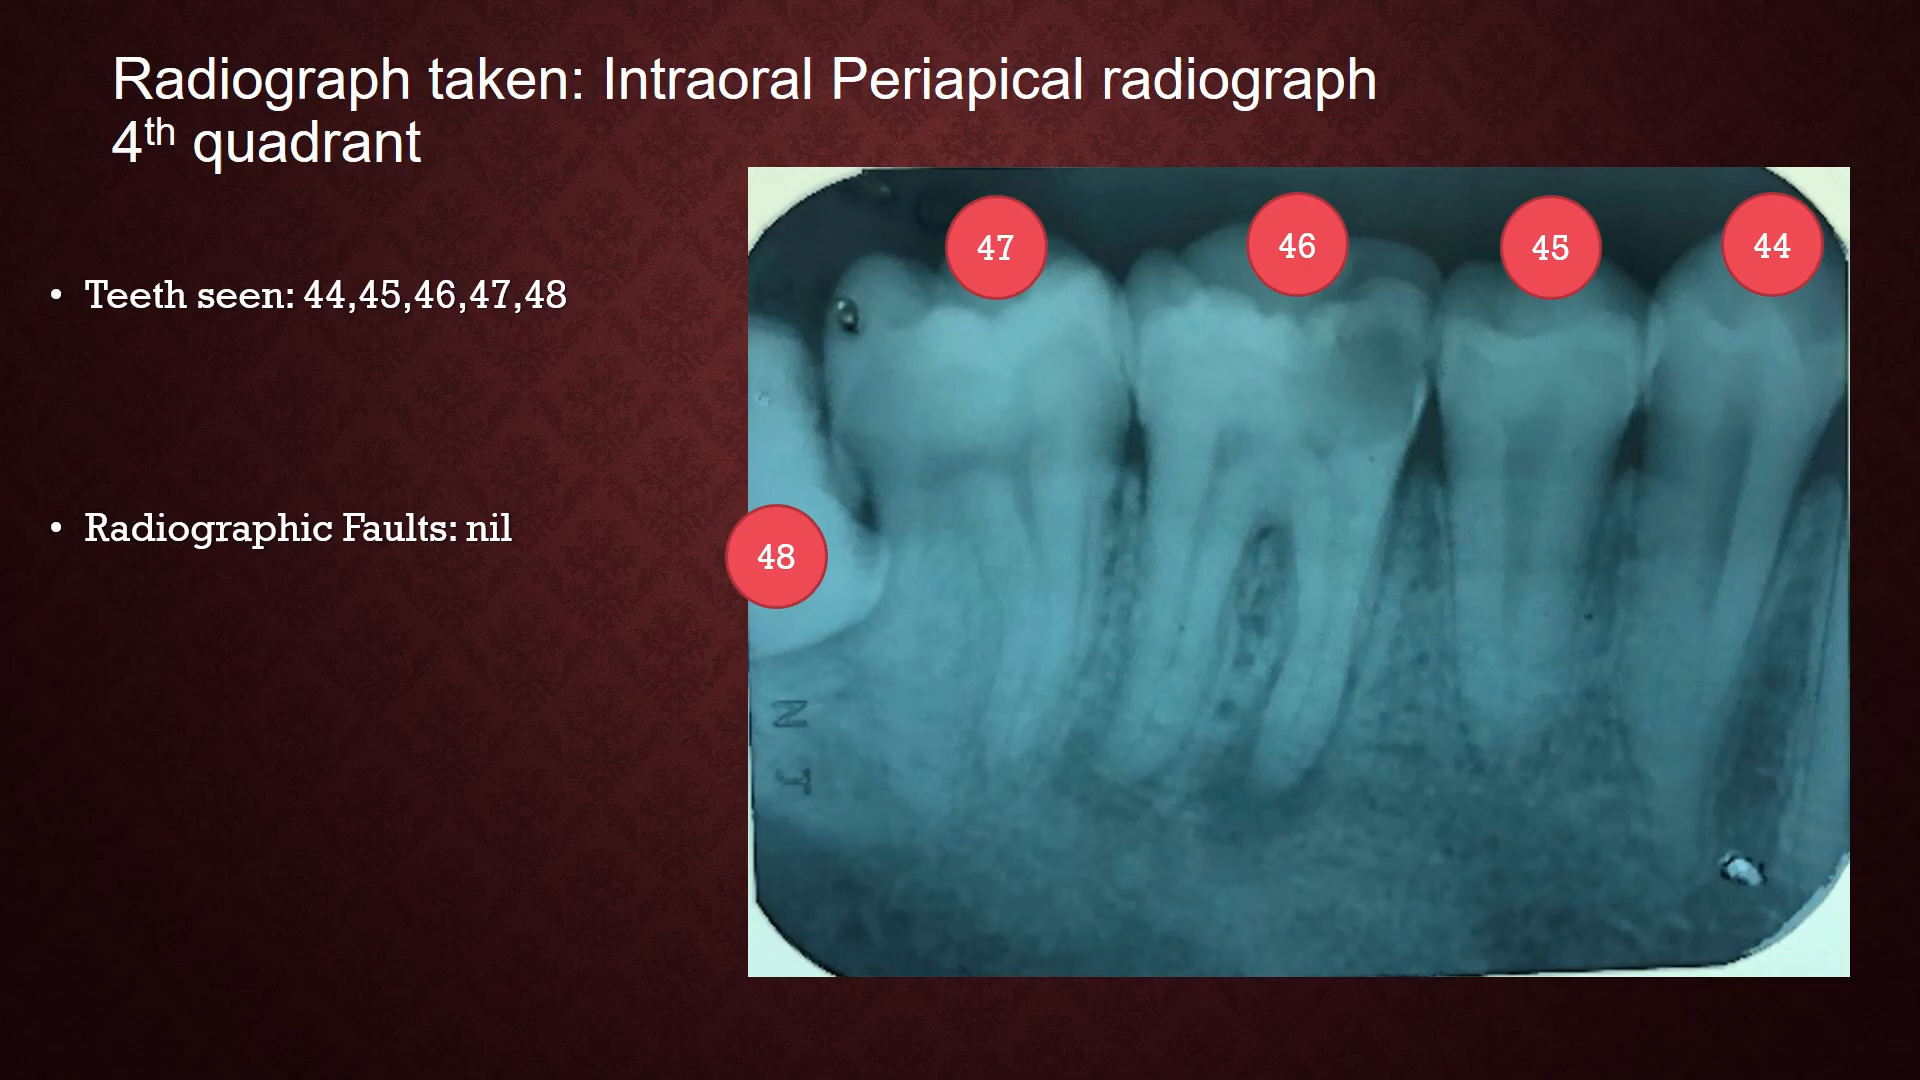 Radiograph taken: Intraoral Periapical radiograph
4th quadrant
• Teeth seen: 44,45,46,47,48
• Radiographic Faults: nil
47
46
45
44
48
N
T